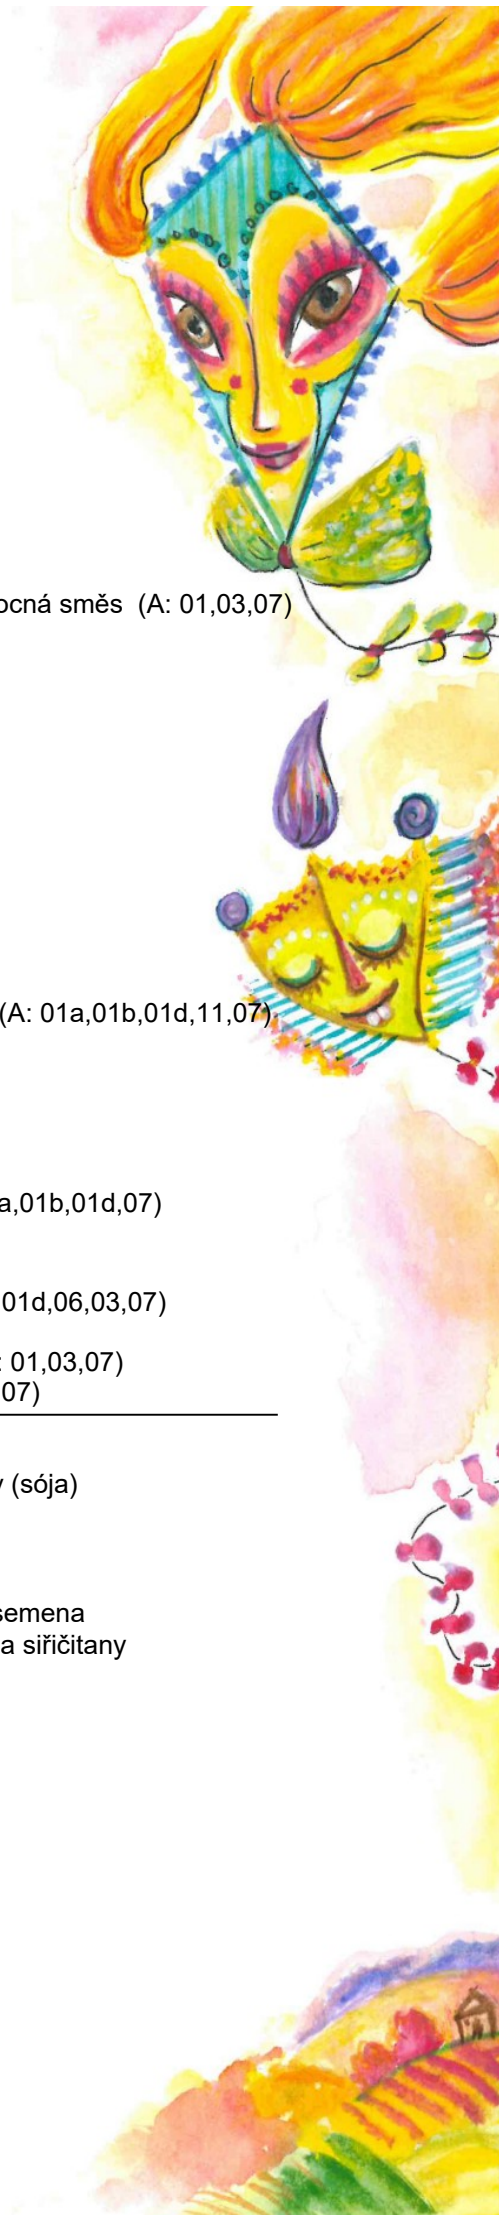 ocná směs (A: 01,03,07)
(A: 01a,01b,01d,11,07)
a,01b,01d,07)
01d,06,03,07)
: 01,03,07)
07)
(sója)
semena
a siřičitany